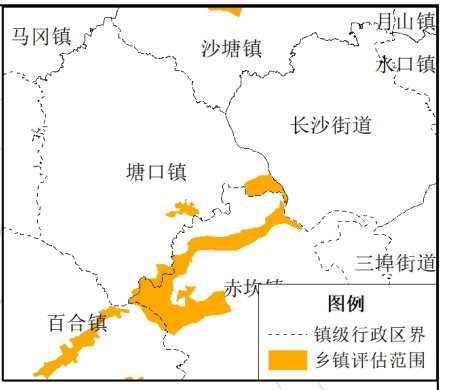 月山镇
马冈镇
沙塘镇
水口镇
长沙街道
塘口镇
三埠街道
赤坎镇
百合镇
图例
镇级行政区界
乡镇评估范围